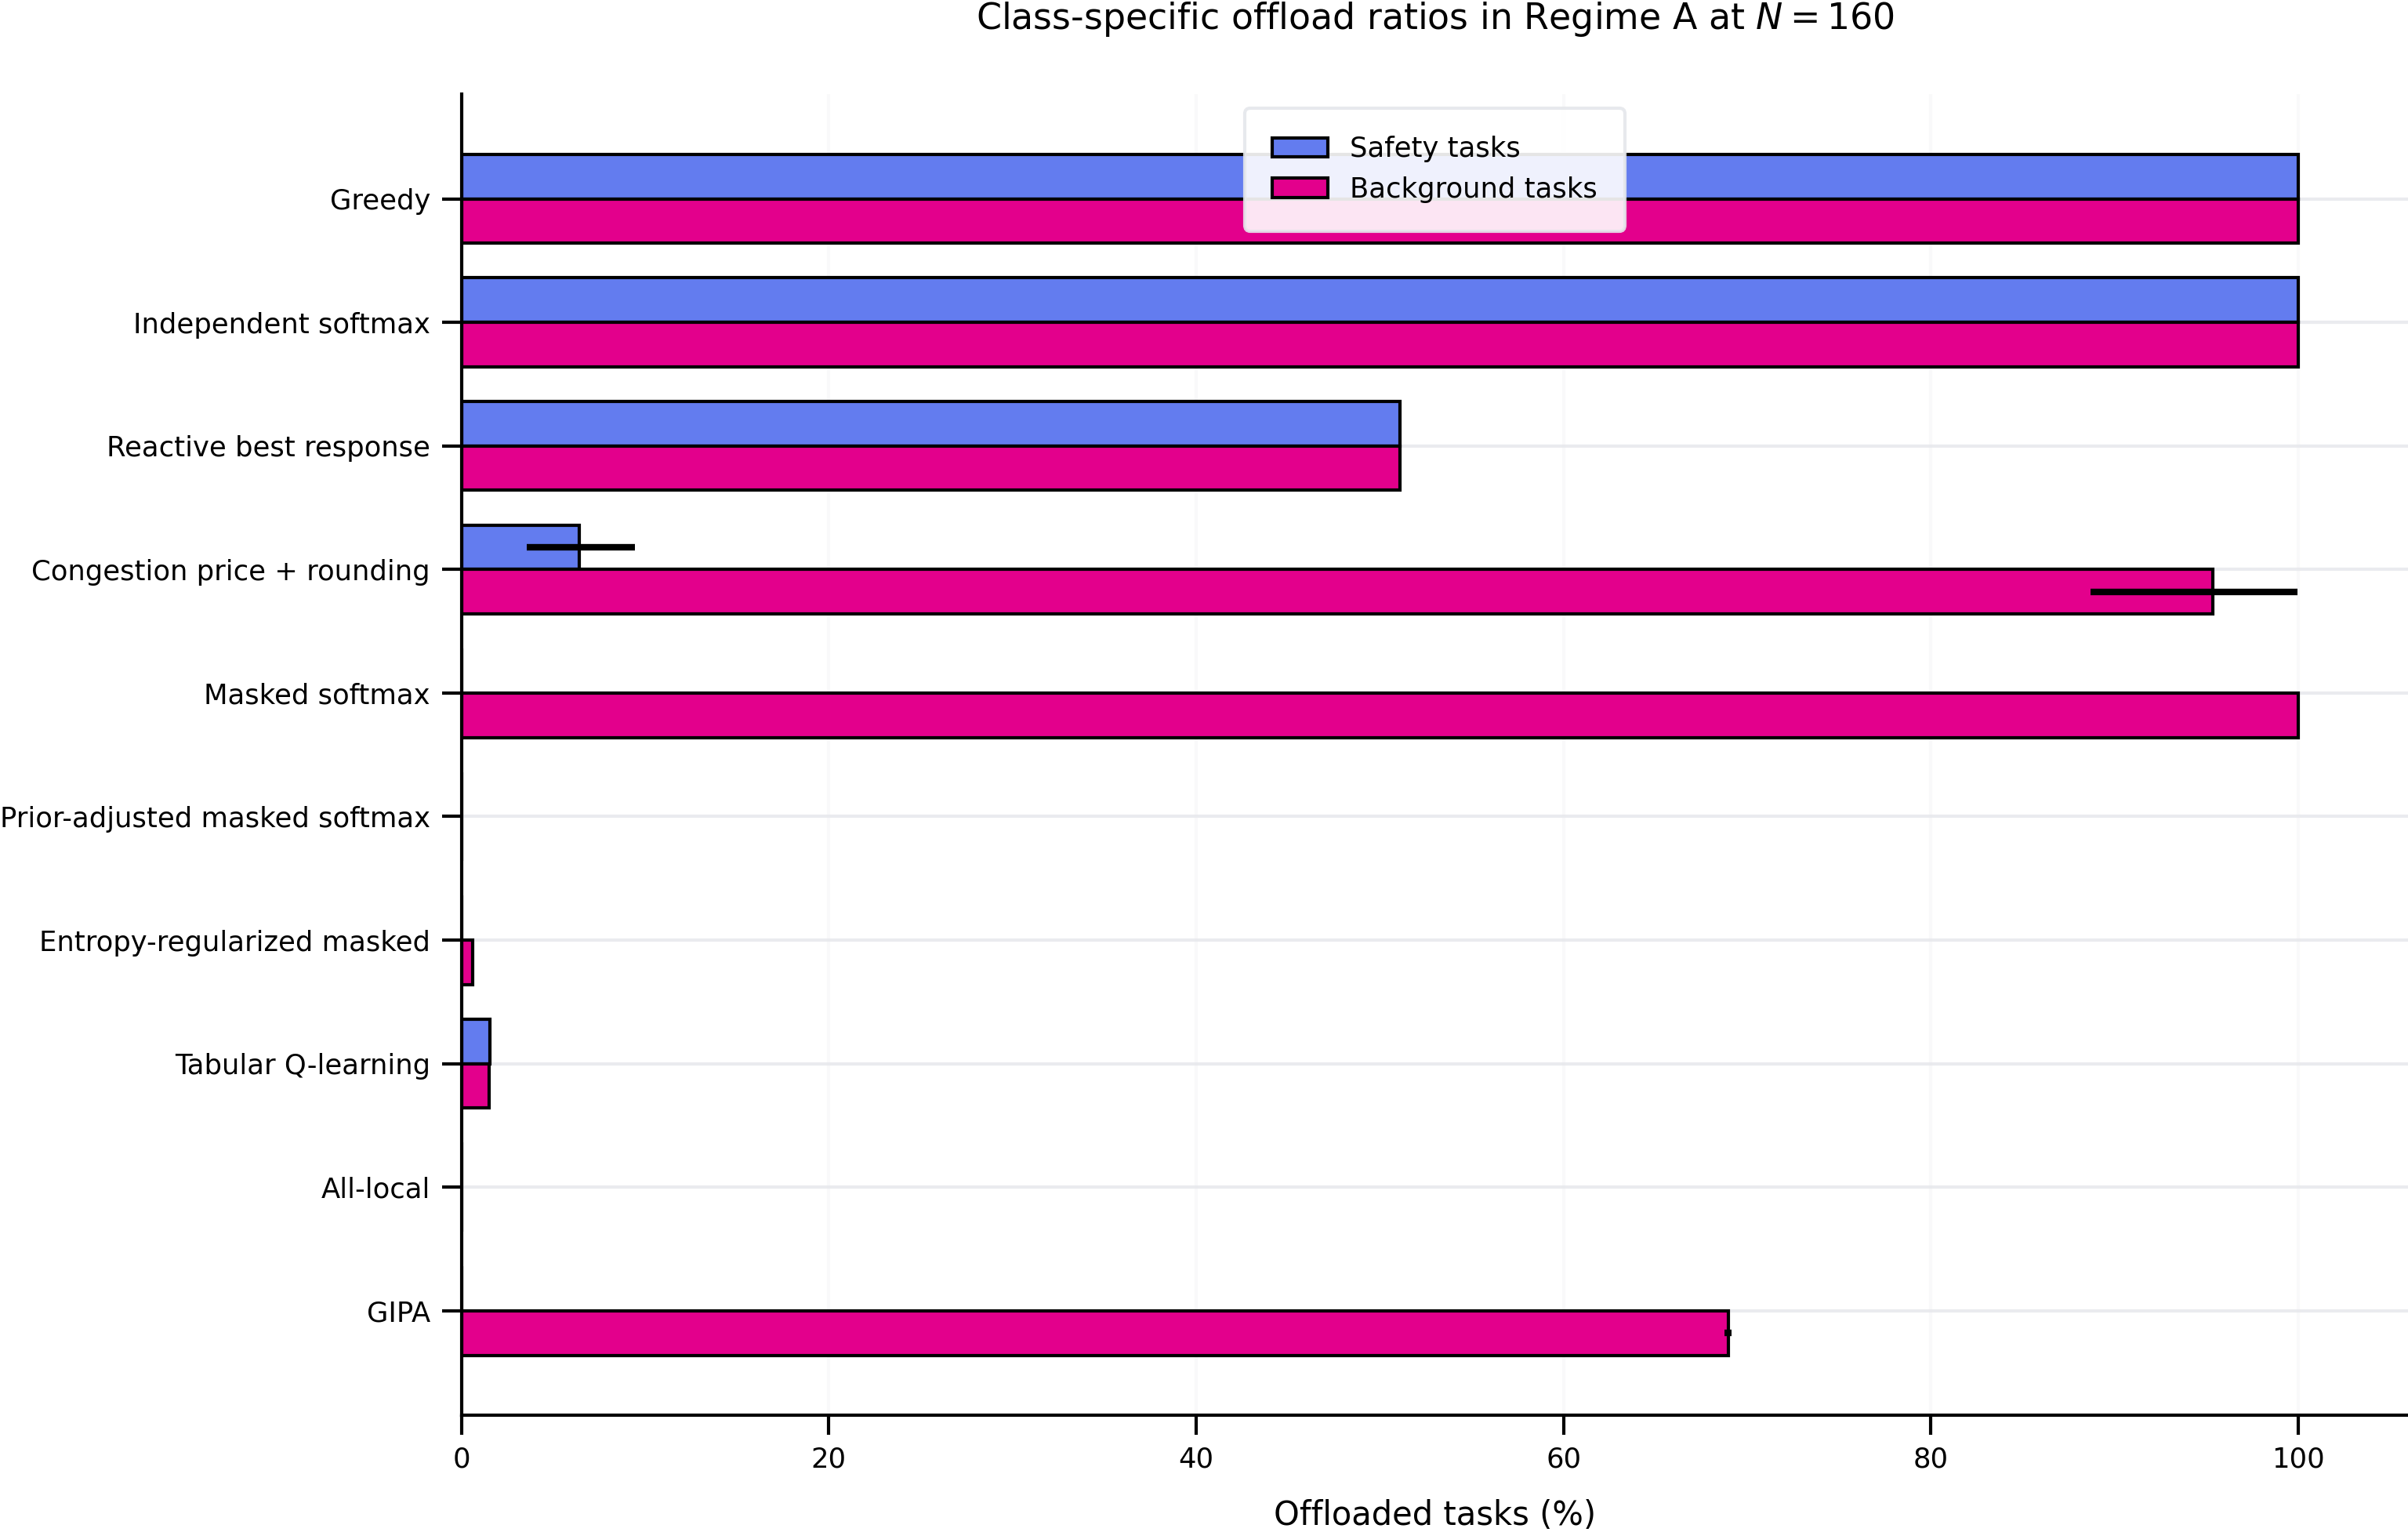 Class-specific offload ratios in Regime A at N = 160
Safety tasks
Background tasks
Greedy
Independent softmax
Reactive best response
Congestion price + rounding
Masked softmax
Prior-adjusted masked softmax
Entropy-regularized masked
Tabular Q-learning
All-local
GIPA
0 20 40 60 80 100
Offloaded tasks (%)